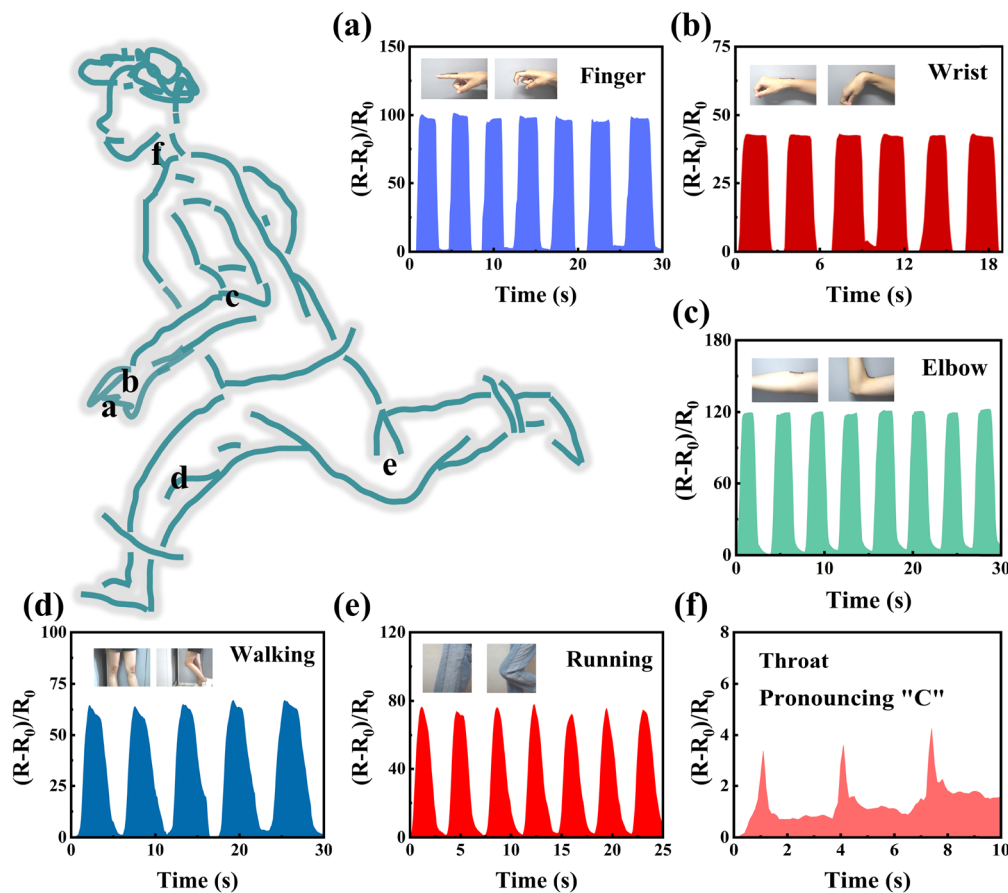 (a)
150
100
50
0
0 10 20 30
(R-R0)/R0
Time (s)
Finger
(b)
75
50
25
0
0 6 12 18
(R-R0)/R0
Time (s)
Wrist
f
c
b
a
d
e
(c)
180
120
60
0
0 10 20 30
(R-R0)/R0
Time (s)
Elbow
(d)
100
75
50
25
0
0 10 20 30
(R-R0)/R0
Time (s)
Walking
(e)
120
80
40
0
0 5 10 15 20 25
(R-R0)/R0
Time (s)
Running
(f)
8
6
4
2
0
0 2 4 6 8 10
(R-R0)/R0
Time (s)
Throat
Pronouncing "C"